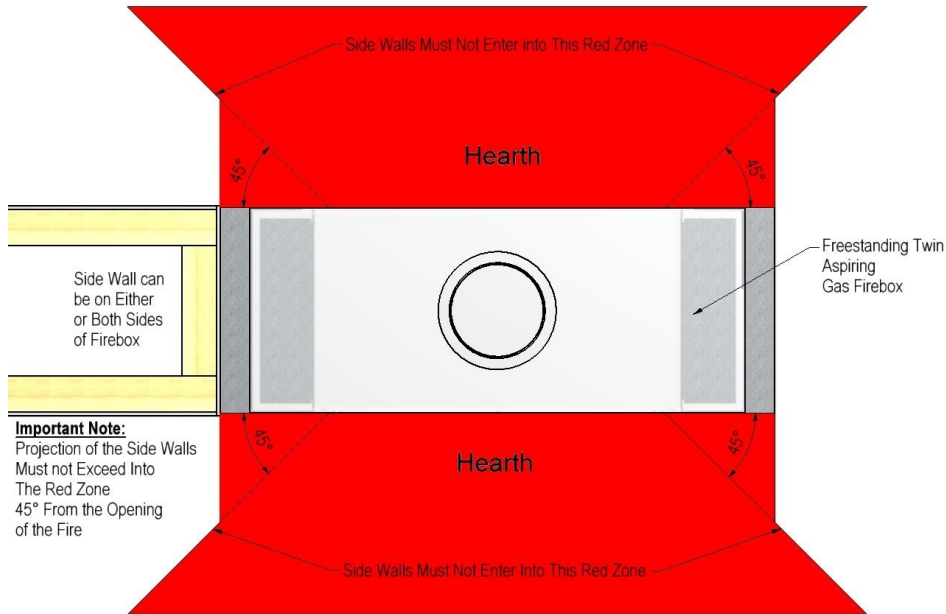 Side Walls Must Not Enter into This Red Zone
Hearth
45°
45°
Side Wall can
be on Either
or Both Sides
of Firebox
Freestanding Twin
Aspiring
Gas Firebox
Important Note:
Projection of the Side Walls
Must not Exceed Into
The Red Zone
45° From the Opening
of the Fire
45°
45°
Hearth
Side Walls Must Not Enter Into This Red Zone